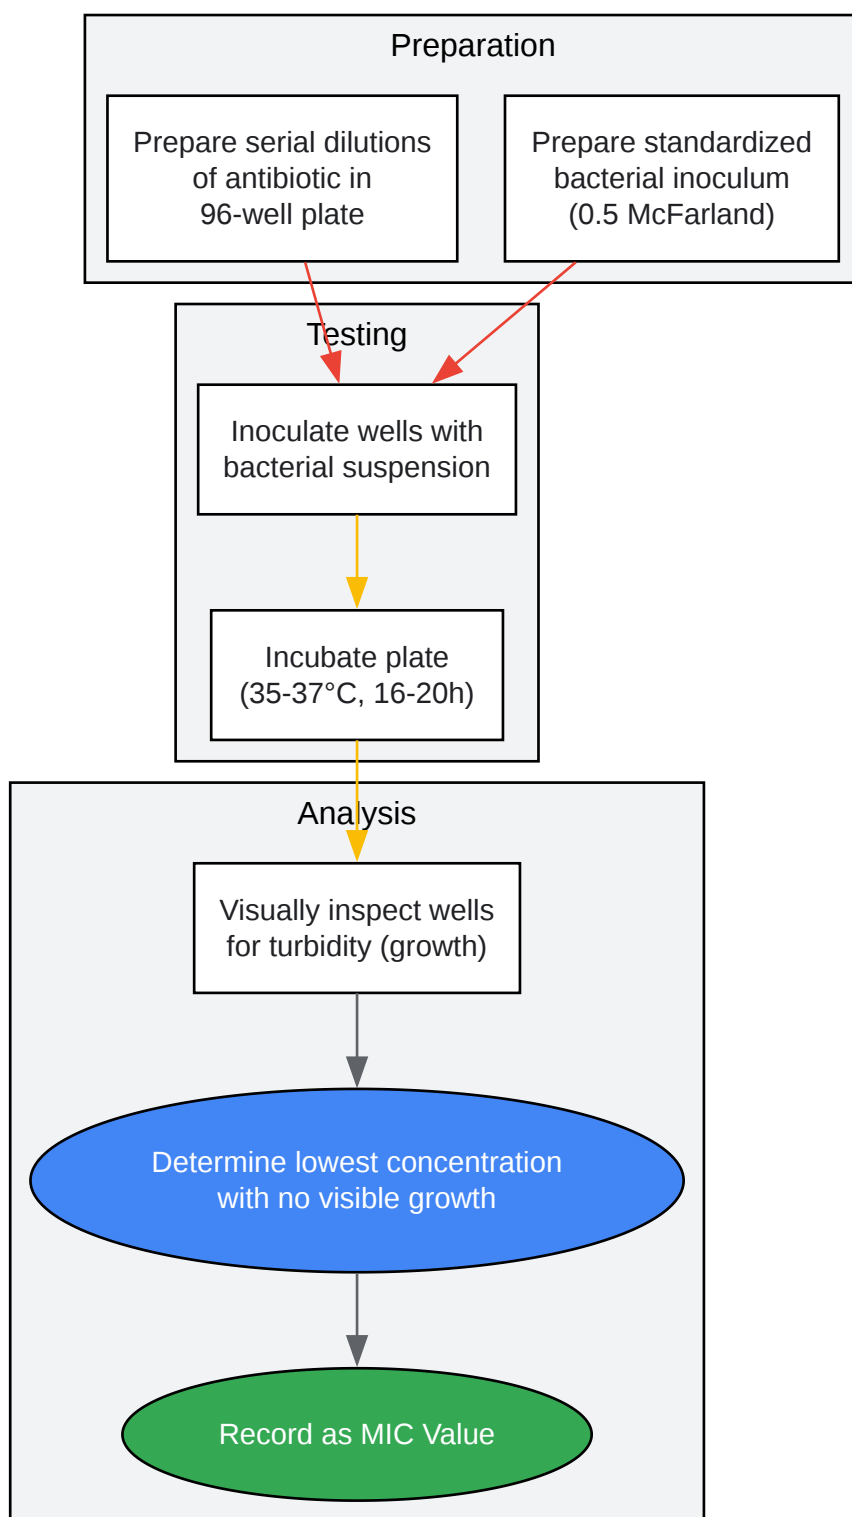 Preparation
Prepare serial dilutions
of antibiotic in
96-well plate
Prepare standardized
bacterial inoculum
(0.5 McFarland)
Testing
Inoculate wells with
bacterial suspension
Incubate plate
(35-37°C, 16-20h)
Analysis
Visually inspect wells
for turbidity (growth)
Determine lowest concentration
with no visible growth
Record as MIC Value